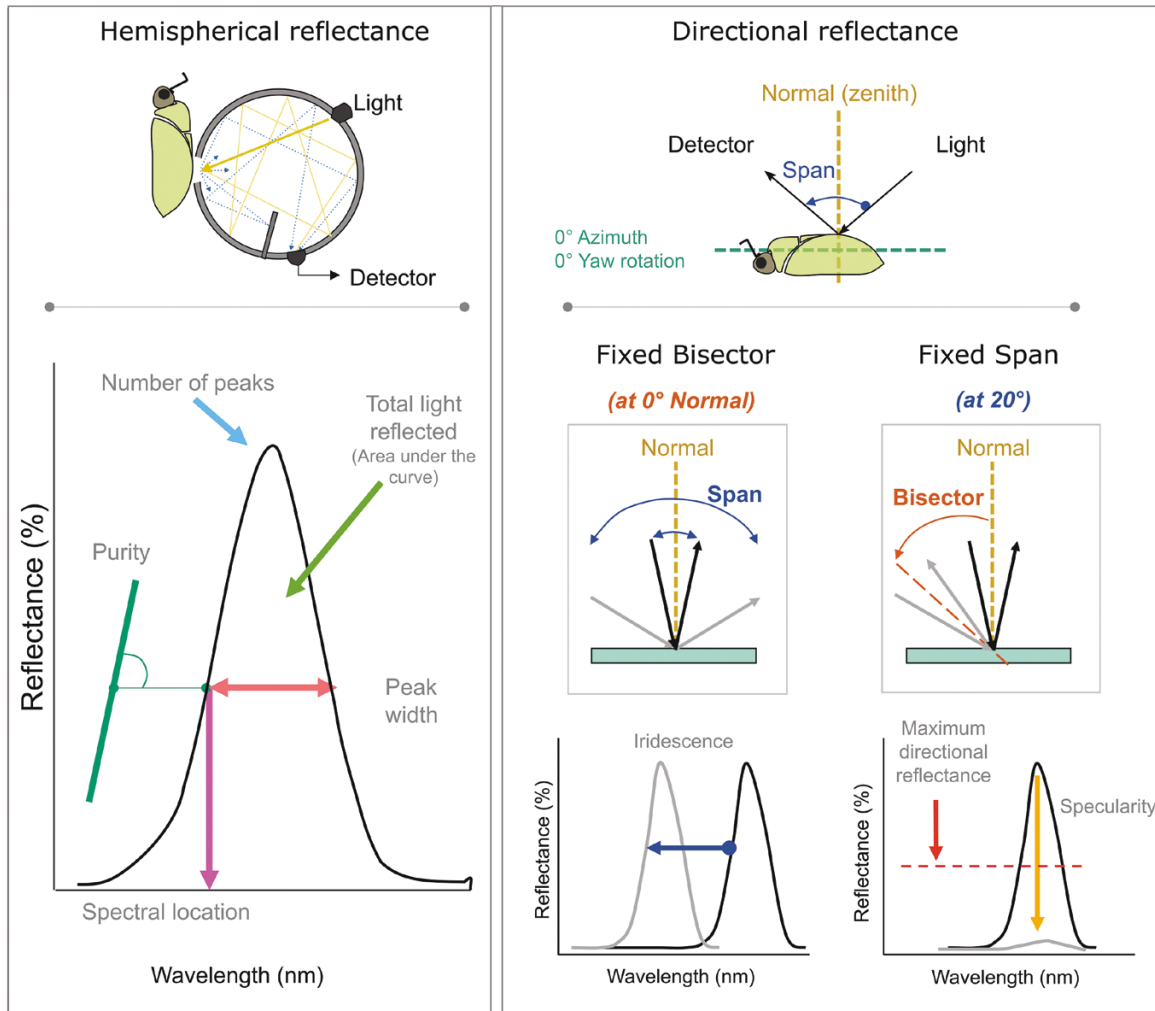 Hemispherical reflectance
Light
Detector
Number of peaks
Total light
reflected
(Area under the
curve)
Purity
Peak
width
Reflectance (%)
Spectral location
Wavelength (nm)
Directional reflectance
Normal (zenith)
Detector
Light
Span
0° Azimuth
0° Yaw rotation
Fixed Bisector
(at 0° Normal)
Normal
Span
Iridescence
Reflectance (%)
Wavelength (nm)
Fixed Span
(at 20°)
Normal
Bisector
Maximum
directional
reflectance
Specularity
Reflectance (%)
Wavelength (nm)